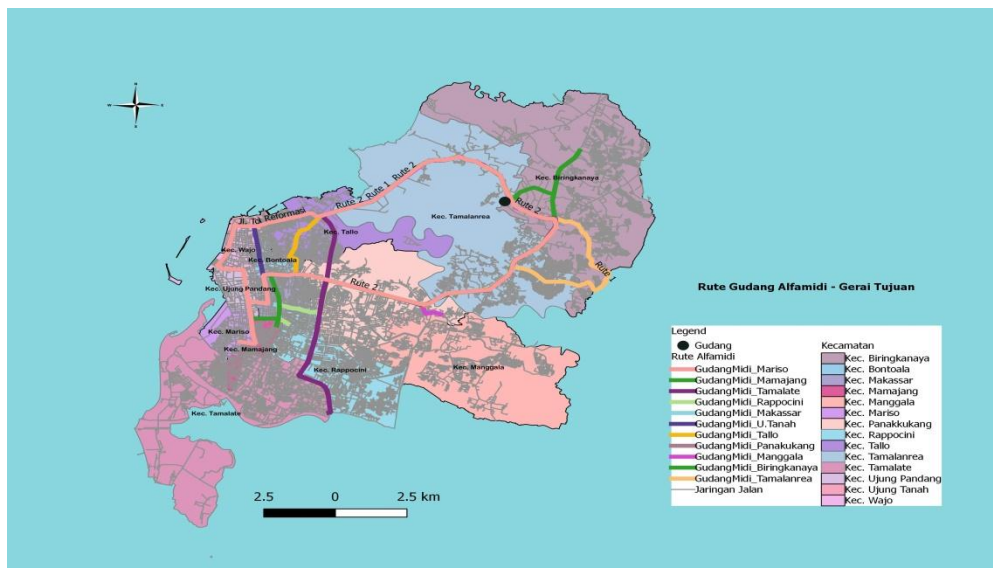 N
W
E
S
Kec. Biringkanaya
Rute 2
Rute 1
Rute 2
Rute 2
Kec. Tamalanrea
Jl. Tol Reformasi
Kec. Tallo
Kec. Wajo
Kec. Bontoala
Rute 1
Kec. Ujung Pandang
Rute 2
Kec. Mariso
Kec. Mamajang
Kec. Rappocini
Kec. Manggala
Kec. Tamalate
2.5 0 2.5 km
Rute Gudang Alfamidi - Gerai Tujuan
Legend
Gudang
Rute Alfamidi
GudangMidi_Mariso
GudangMidi_Mamajang
GudangMidi_Tamalate
GudangMidi_Rappocini
GudangMidi_Makassar
GudangMidi_U.Tanah
GudangMidi_Tallo
GudangMidi_Panakukang
GudangMidi_Manggala
GudangMidi_Biringkanaya
GudangMidi_Tamalanrea
Jaringan Jalan
Kecamatan
Kec. Biringkanaya
Kec. Bontoala
Kec. Makassar
Kec. Mamajang
Kec. Manggala
Kec. Mariso
Kec. Panakkukang
Kec. Rappocini
Kec. Tallo
Kec. Tamalanrea
Kec. Tamalate
Kec. Ujung Pandang
Kec. Ujung Tanah
Kec. Wajo